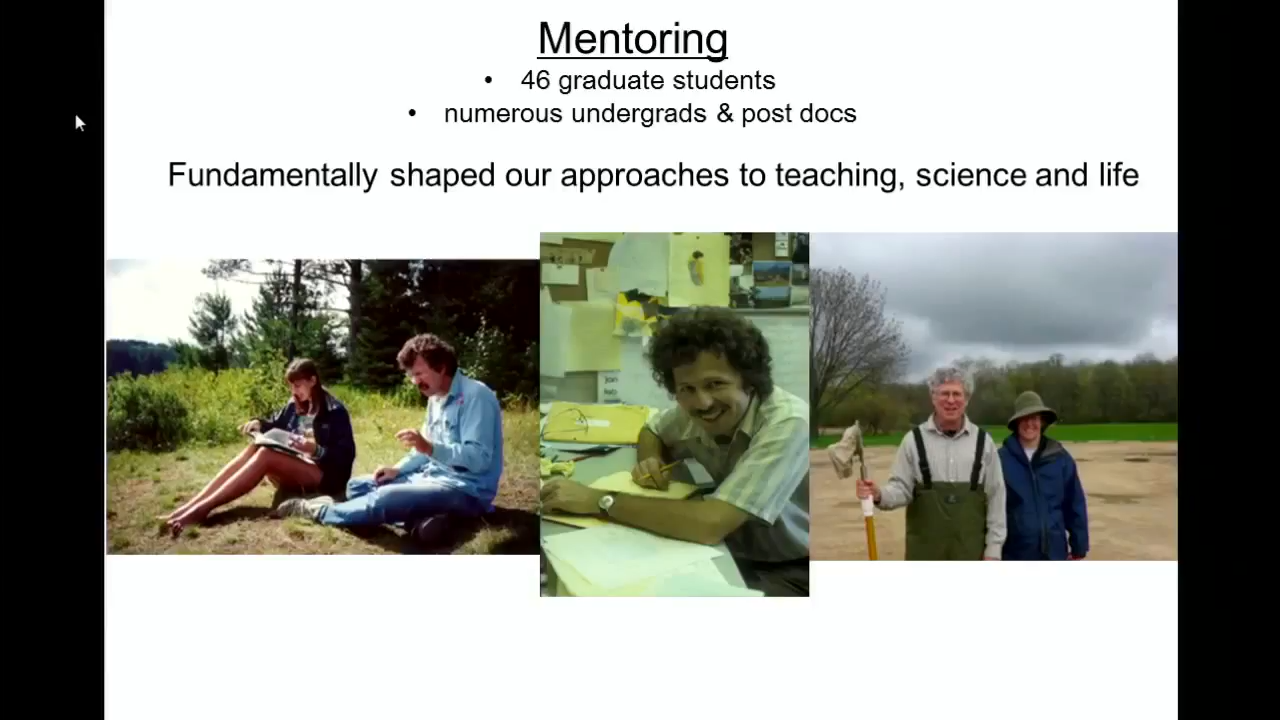 Mentoring
• 46 graduate students
• numerous undergrads & post docs
Fundamentally shaped our approaches to teaching, science and life